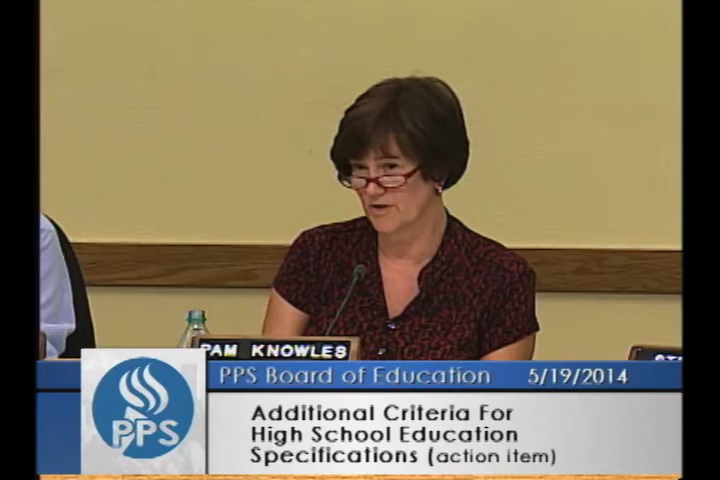 PAM KNOWLES
PPS Board of Education 5/19/2014
PPS
Additional Criteria For
High School Education
Specifications (action item)